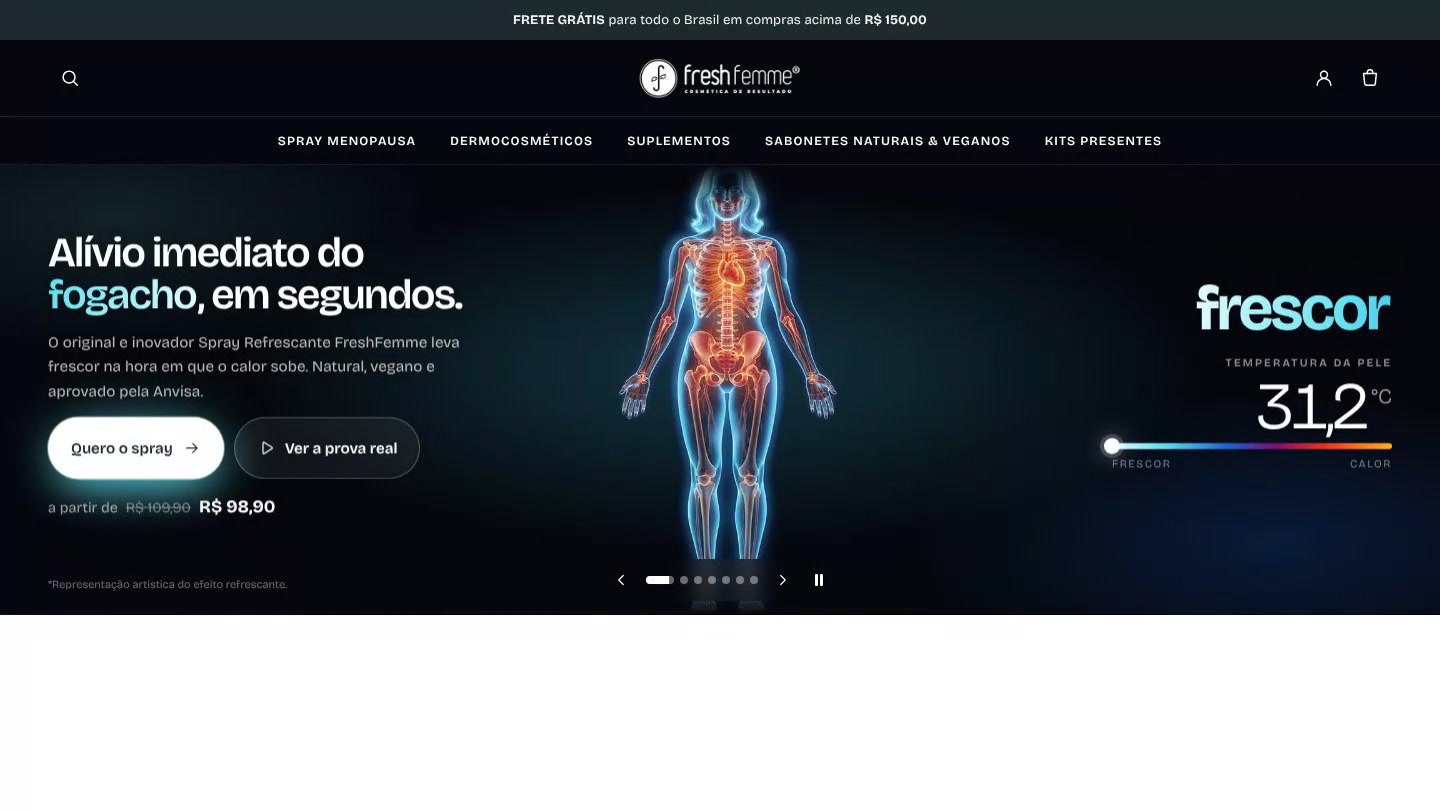 FRETE GRÁTIS para todo o Brasil em compras acima de R$ 150,00
freshfemme®
COSMÉTICA DE RESULTADO
SPRAY MENOPAUSA
DERMOCOSMÉTICOS
SUPLEMENTOS
SABONETES NATURAIS & VEGANOS
KITS PRESENTES
Alívio imediato do
fogacho, em segundos.
O original e inovador Spray Refrescante FreshFemme leva
frescor na hora em que o calor sobe. Natural, vegano e
aprovado pela Anvisa.
Quero o spray
Ver a prova real
a partir de R$ 109,90 R$ 98,90
*Representação artística do efeito refrescante.
frescor
TEMPERATURA DA PELE
31,2 °C
FRESCOR
CALOR